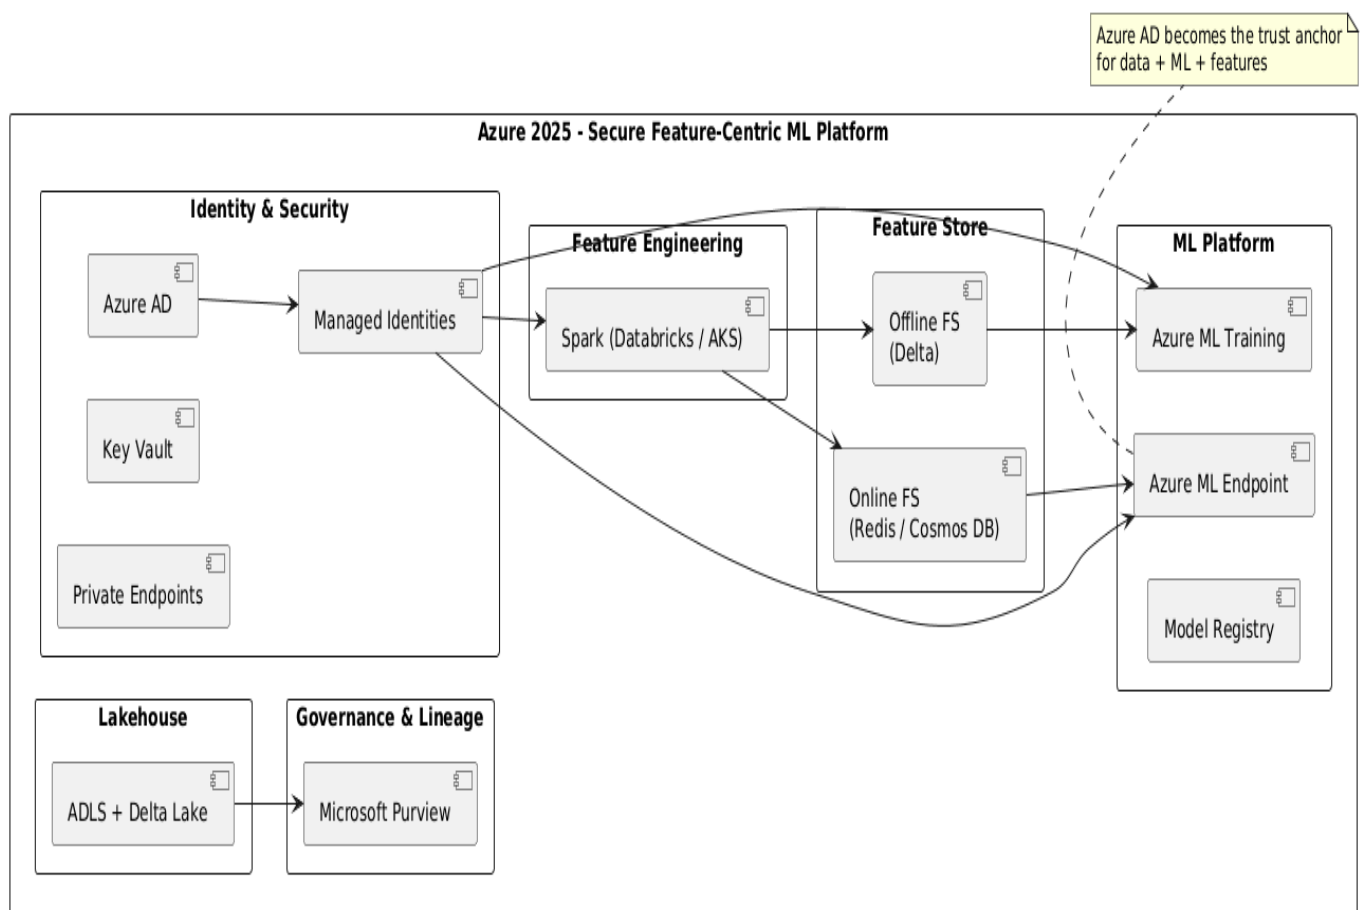 Azure AD becomes the trust anchor
for data + ML + features
Azure 2025 - Secure Feature-Centric ML Platform
Identity & Security
Azure AD
Managed Identities
Key Vault
Private Endpoints
Feature Engineering
Spark (Databricks / AKS)
Feature Store
Offline FS
(Delta)
Online FS
(Redis / Cosmos DB)
ML Platform
Azure ML Training
Azure ML Endpoint
Model Registry
Lakehouse
ADLS + Delta Lake
Governance & Lineage
Microsoft Purview